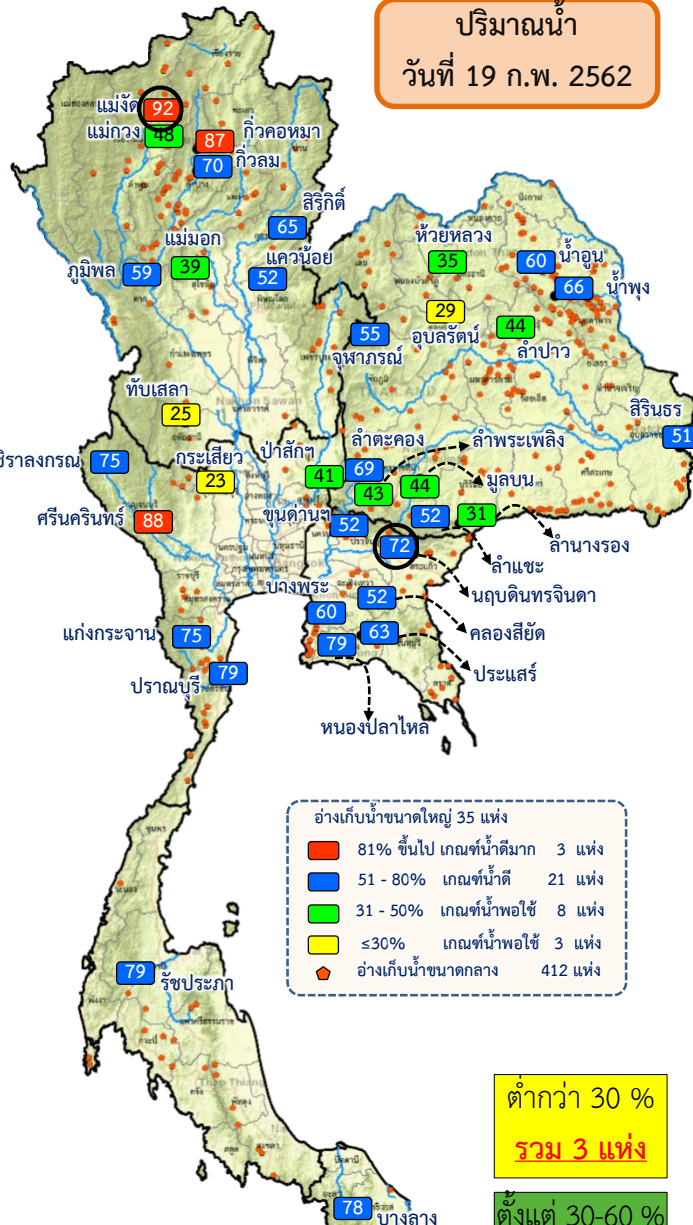 ปริมาณน้ำ
วันที่ 19 ก.พ. 2562
แม่งัด
92
แม่กวง
48
87
กิ่วคอหมา
70
กิ่วลม
สิริกิติ์
65
แม่มอก
39
ภูมิพล
59
แควน้อย
52
ห้วยหลวง
35
60
น้ำอูน
66
น้ำพุง
29
อุบลรัตน์
44
ลำปาว
55
จุฬาภรณ์
ทับเสลา
25
สิรินธร
51
ชิราลงกรณ
75
กระเสียว
23
ป่าสักฯ
41
ลำตะคอง
69
ลำพระเพลิง
43
44
มูลบน
ศรีนครินทร์
88
ขุนด่านฯ
52
52
31
ลำนางรอง
72
ลำแชะ
นฤบดินทรจินดา
บางพระ
60
52
คลองสียัด
แก่งกระจาน
75
79
63
ประแสร์
ปราณบุรี
79
หนองปลาไหล
อ่างเก็บน้ำขนาดใหญ่ 35 แห่ง
81% ขึ้นไป เกณฑ์น้ำดีมาก 3 แห่ง
51 - 80% เกณฑ์น้ำดี 21 แห่ง
31 - 50% เกณฑ์น้ำพอใช้ 8 แห่ง
≤30% เกณฑ์น้ำพอใช้ 3 แห่ง
อ่างเก็บน้ำขนาดกลาง 412 แห่ง
79
รัชประภา
ต่ำกว่า 30 %
รวม 3 แห่ง
ตั้งแต่ 30-60 %
78
บางลาง